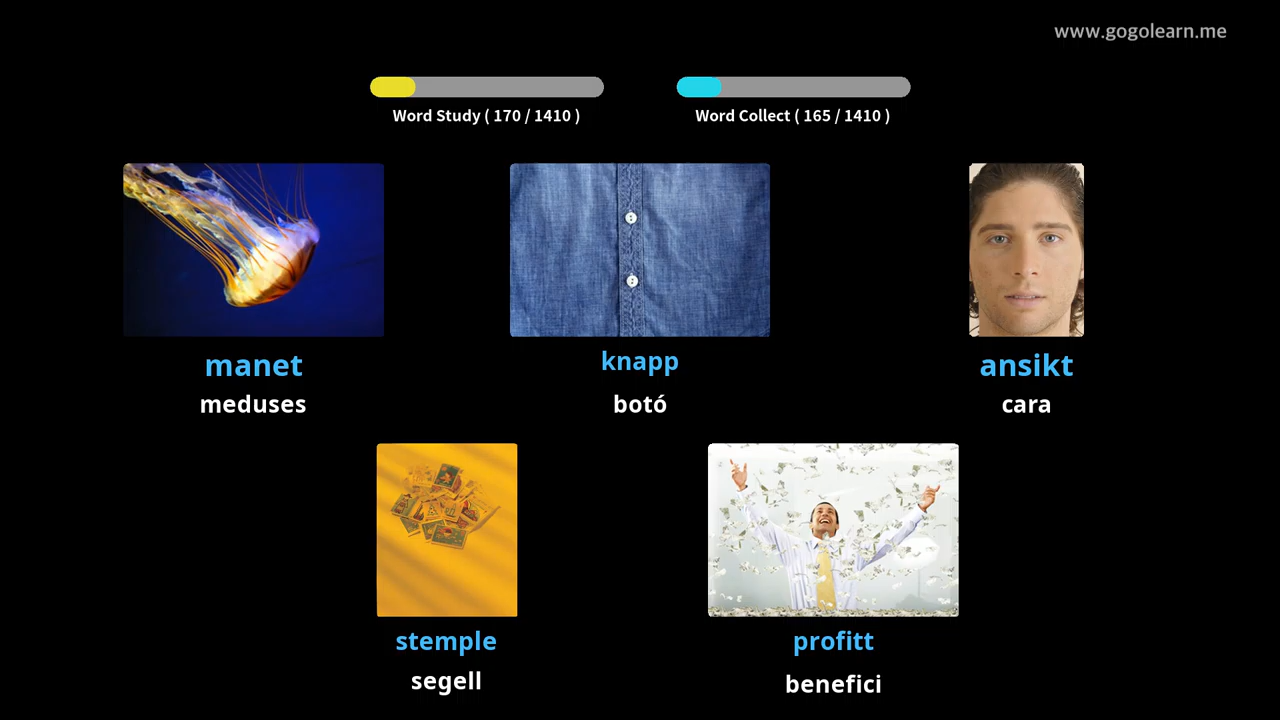 www.gogolearn.me
Word Study ( 170 / 1410 )
Word Collect ( 165 / 1410 )
manet
knapp
ansikt
meduses
botó
cara
stemple
profitt
segell
benefici